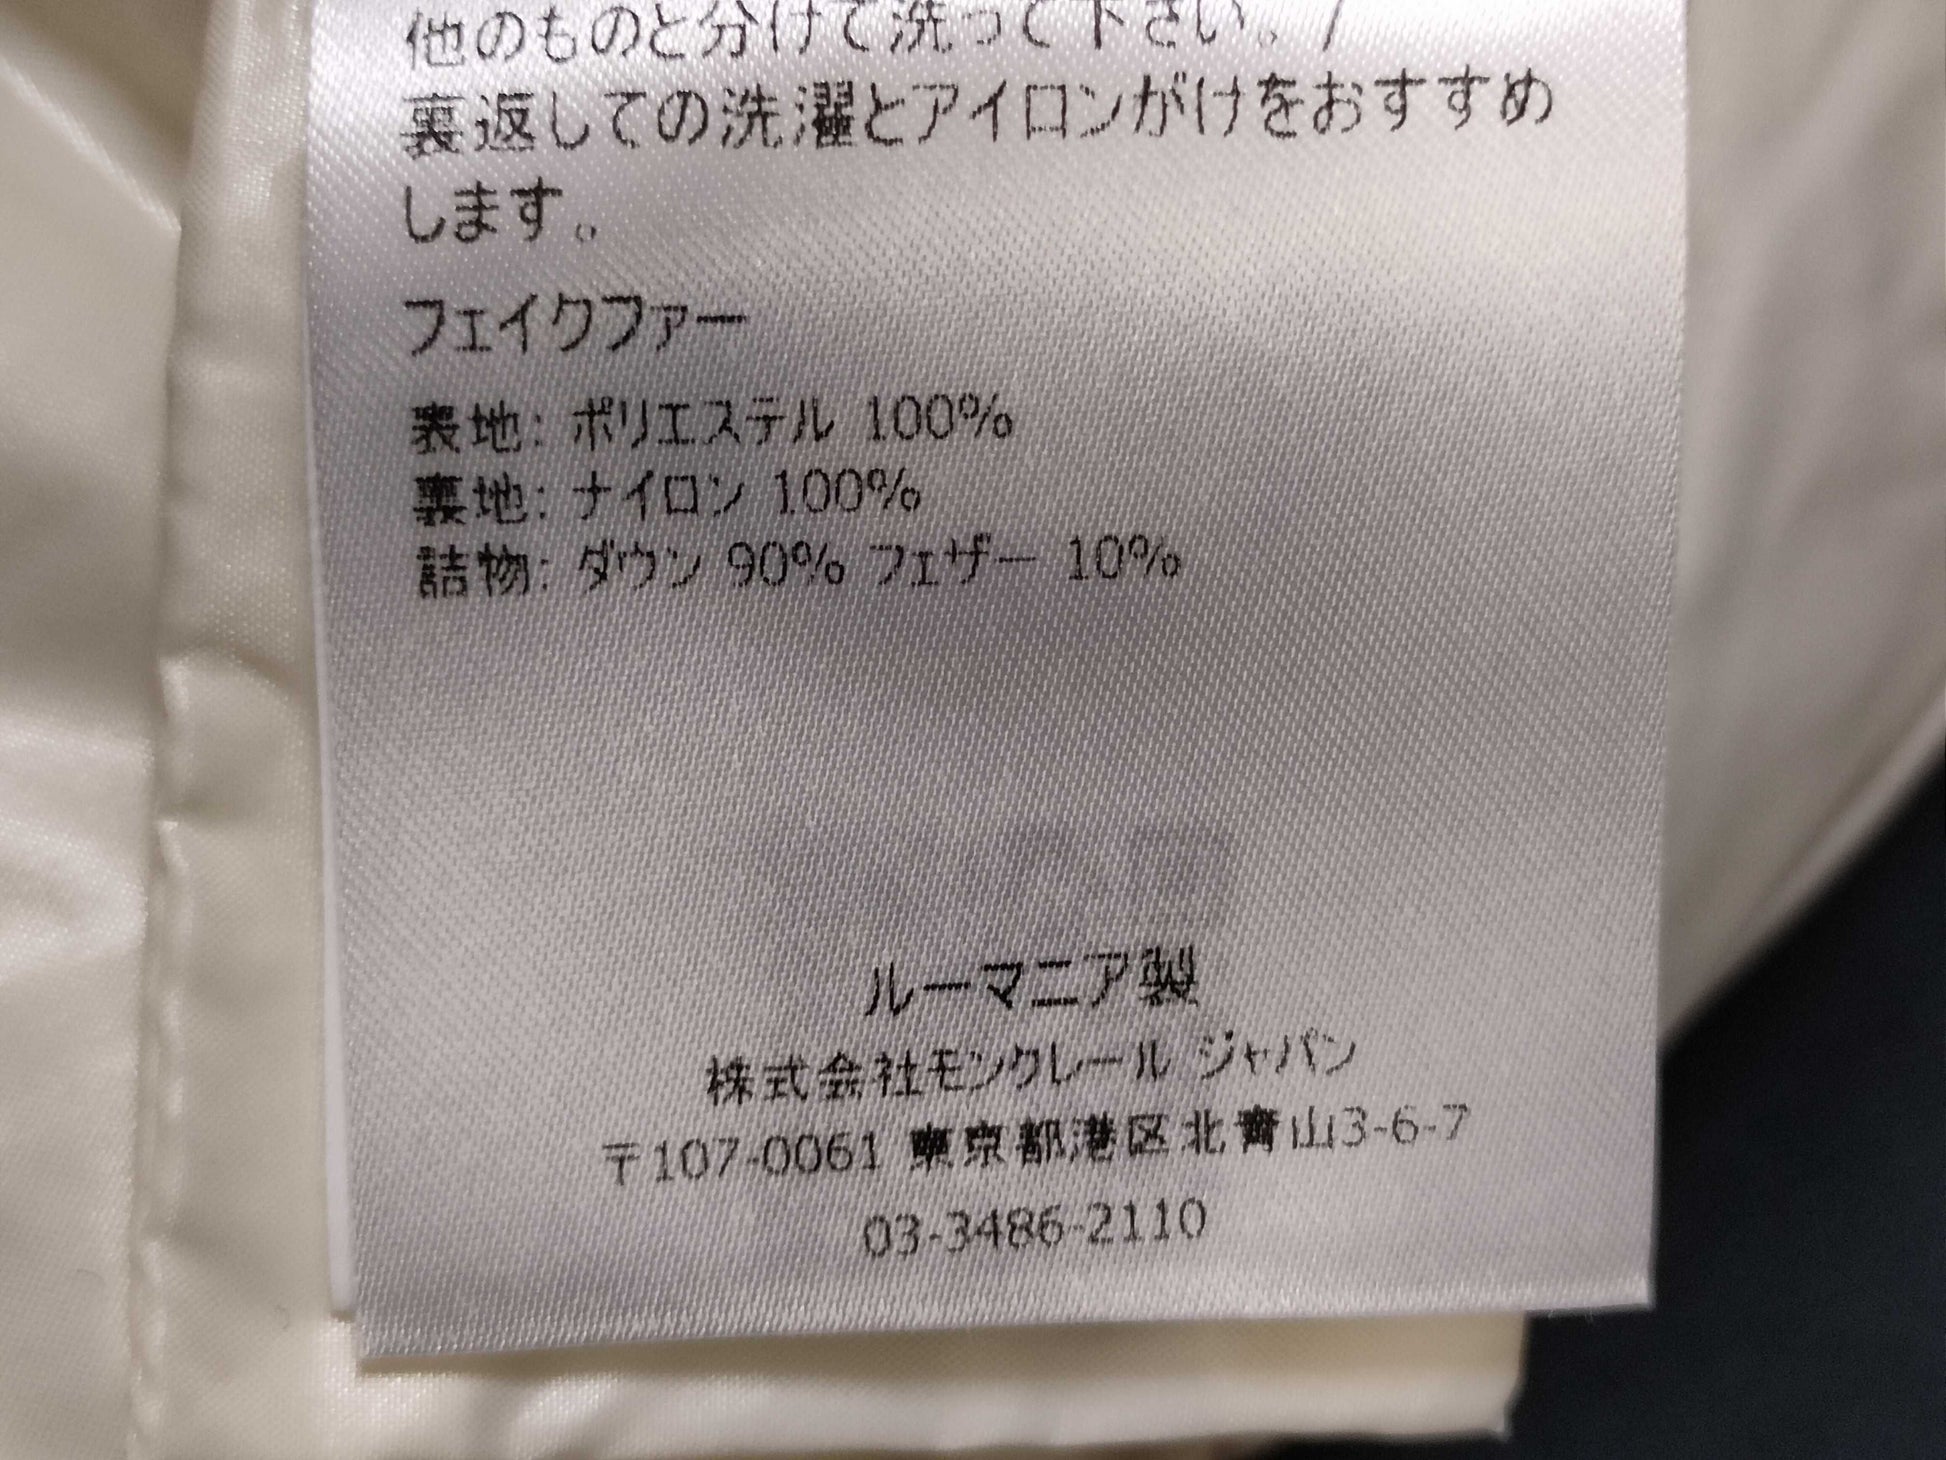 他のものと分けて洗って下さい。/
裏返しての洗濯とアイロンがけをおすすめ
します。
フェイクファー
表地: ポリエステル 100%
裏地: ナイロン 100%
詰物: ダウン 90% フェザー 10%
ルーマニア製
株式会社モンクレール ジャパン
〒107-0061 東京都港区北青山3-6-7
03-3486-2110